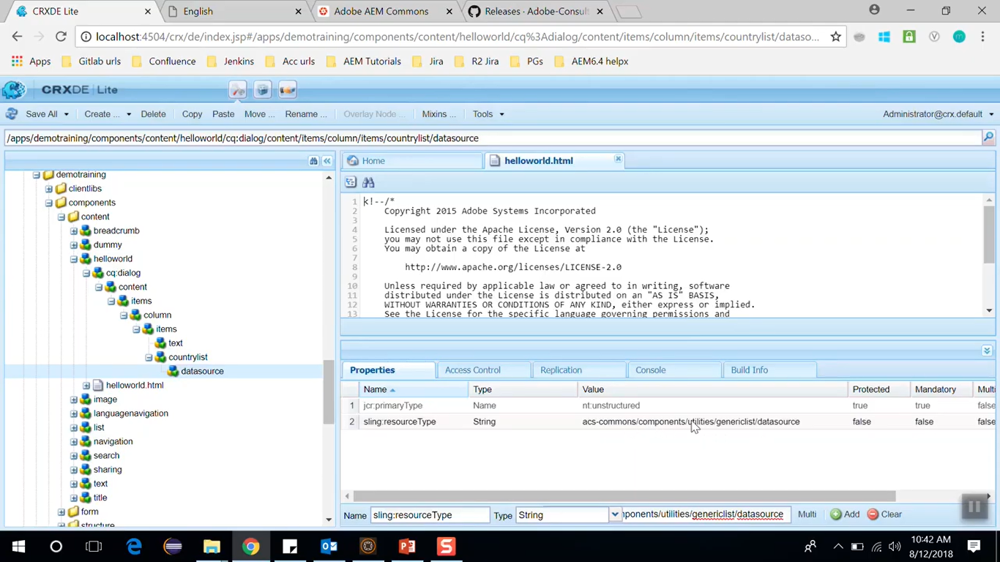 CRXDE Lite
English
Adobe AEM Commons
Releases · Adobe-Consult
localhost:4504/crx/de/index.jsp#/apps/demotraining/components/content/helloworld/cq%3Adialog/content/items/column/items/countrylist/dataso...
Apps Gitlab urls Confluence Jenkins Acc urls AEM Tutorials Jira R2 Jira PGs AEM6.4 helpx
CRXDE | Lite
Save All Create ... Delete Copy Paste Move ... Rename ... Overlay Node ... Mixins ... Tools Administrator@crx.default
/apps/demotraining/components/content/helloworld/cq:dialog/content/items/column/items/countrylist/datasource
demotraining
clientlibs
components
content
breadcrumb
dummy
helloworld
cq:dialog
content
items
column
items
text
countrylist
datasource
helloworld.html
image
languagenavigation
list
navigation
search
sharing
text
title
form
structure
Home helloworld.html
1 <!--/*
2 Copyright 2015 Adobe Systems Incorporated
3
4 Licensed under the Apache License, Version 2.0 (the "License");
5 you may not use this file except in compliance with the License.
6 You may obtain a copy of the License at
7
8 http://www.apache.org/licenses/LICENSE-2.0
9
10 Unless required by applicable law or agreed to in writing, software
11 distributed under the License is distributed on an "AS IS" BASIS,
12 WITHOUT WARRANTIES OR CONDITIONS OF ANY KIND, either express or implied.
13 See the License for the specific language governing permissions and
Properties Access Control Replication Console Build Info
Name Type Value Protected Mandatory Multi
1 jcr:primaryType Name nt:unstructured true true false
2 sling:resourceType String acs-commons/components/utilities/genericlist/datasource false false false
Name sling:resourceType Type String ponents/utilities/genericlist/datasource Multi Add Clear
10:42 AM
8/12/2018